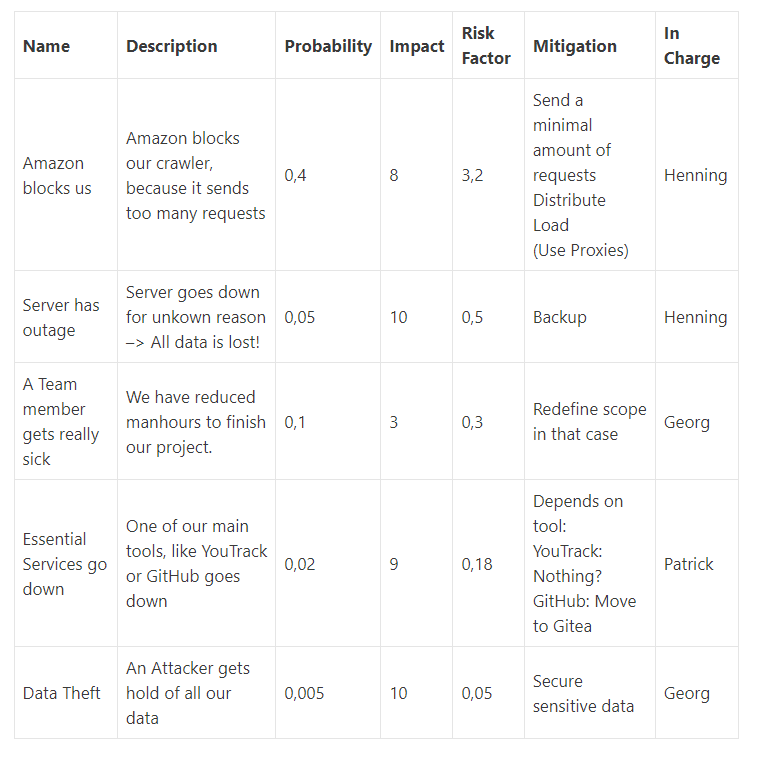 Name
Description
Probability
Impact
Risk
Factor
Mitigation
In
Charge
Amazon
blocks us
Amazon blocks
our crawler,
because it sends
too many requests
0,4
8
3,2
Send a
minimal
amount of
requests
Distribute
Load
(Use Proxies)
Henning
Server has
outage
Server goes down
for unkown reason
–> All data is lost!
0,05
10
0,5
Backup
Henning
A Team
member
gets really
sick
We have reduced
manhours to finish
our project.
0,1
3
0,3
Redefine scope
in that case
Georg
Essential
Services go
down
One of our main
tools, like YouTrack
or GitHub goes
down
0,02
9
0,18
Depends on
tool:
YouTrack:
Nothing?
GitHub: Move
to Gitea
Patrick
Data Theft
An Attacker gets
hold of all our
data
0,005
10
0,05
Secure
sensitive data
Georg